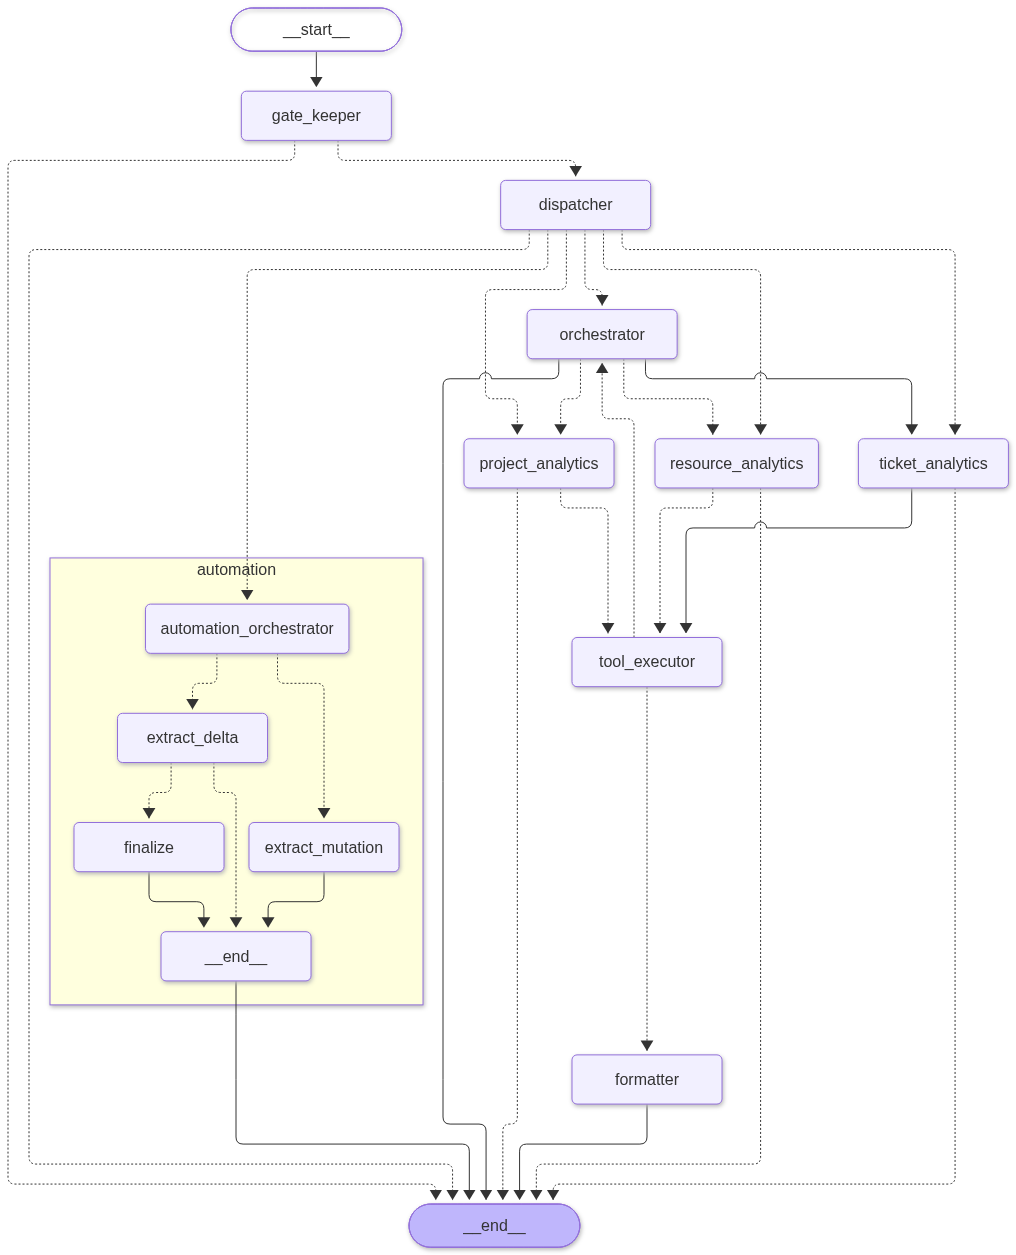 __start__
gate_keeper
dispatcher
orchestrator
project_analytics
resource_analytics
ticket_analytics
automation
automation_orchestrator
tool_executor
extract_delta
finalize
extract_mutation
__end__
formatter
__end__